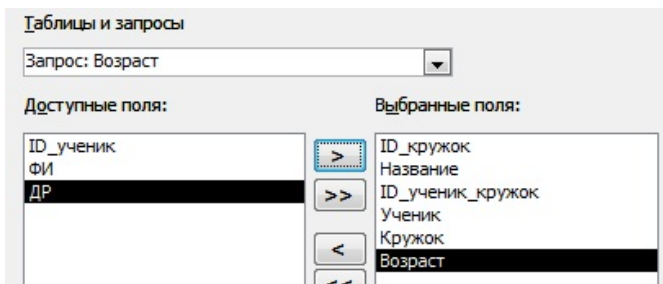 Таблицы и запросы
Запрос: Возраст
Доступные поля:
Выбранные поля:
ID_ученик
ФИ
ДР
>
>>
<
<<
ID_кружок
Название
ID_ученик_кружок
Ученик
Кружок
Возраст